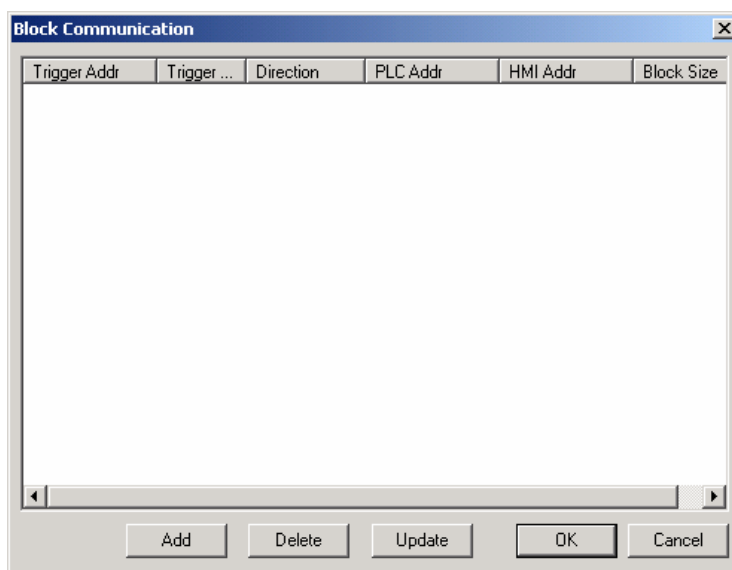 Block Communication
Trigger Addr Trigger ... Direction PLC Addr HMI Addr Block Size
Add Delete Update OK Cancel